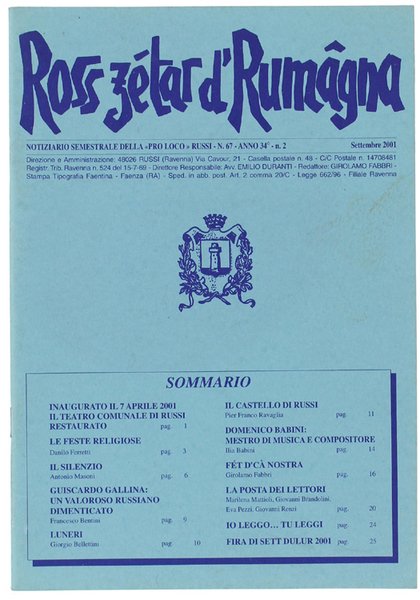 Ross zétar d'Rumâgna
NOTIZIARIO SEMESTRALE DELLA «PRO LOCO» RUSSI - N. 67 - ANNO 34° - n. 2 Settembre 2001
Direzione e Amministrazione: 48026 RUSSI (Ravenna) Via Cavour, 21 - Casella postale n. 48 - C/C Postale n. 14708481
Registr. Trib. Ravenna n. 524 del 15-7-69 - Direttore Responsabile: Avv. EMILIO DURANTI - Redattore: GIROLAMO FABBRI -
Stampa Tipografia Faentina - Faenza (RA) - Sped. in abb. post. Art. 2 comma 20/C - Legge 662/96 - Filiale Ravenna
SOMMARIO
INAUGURATO IL 7 APRILE 2001
IL TEATRO COMUNALE DI RUSSI
RESTAURATO pag. 1
LE FESTE RELIGIOSE
Danilo Ferretti pag. 3
IL SILENZIO
Antonio Masoni pag. 6
GUISCARDO GALLINA:
UN VALOROSO RUSSIANO
DIMENTICATO
Francesco Bentini pag. 9
LUNERI
Giorgio Bellettini pag. 10
IL CASTELLO DI RUSSI
Pier Franco Ravaglia pag. 11
DOMENICO BABINI:
MESTRO DI MUSICA E COMPOSITORE
Ilia Babini pag. 14
FÉT D'CÀ NOSTRA
Girolamo Fabbri pag. 16
LA POSTA DEI LETTORI
Marilena Mattioli, Giovanni Brandolini,
Eva Pezzi, Giovanni Renzi pag. 20
IO LEGGO... TU LEGGI pag. 24
FIRA DI SETT DULUR 2001 pag. 25